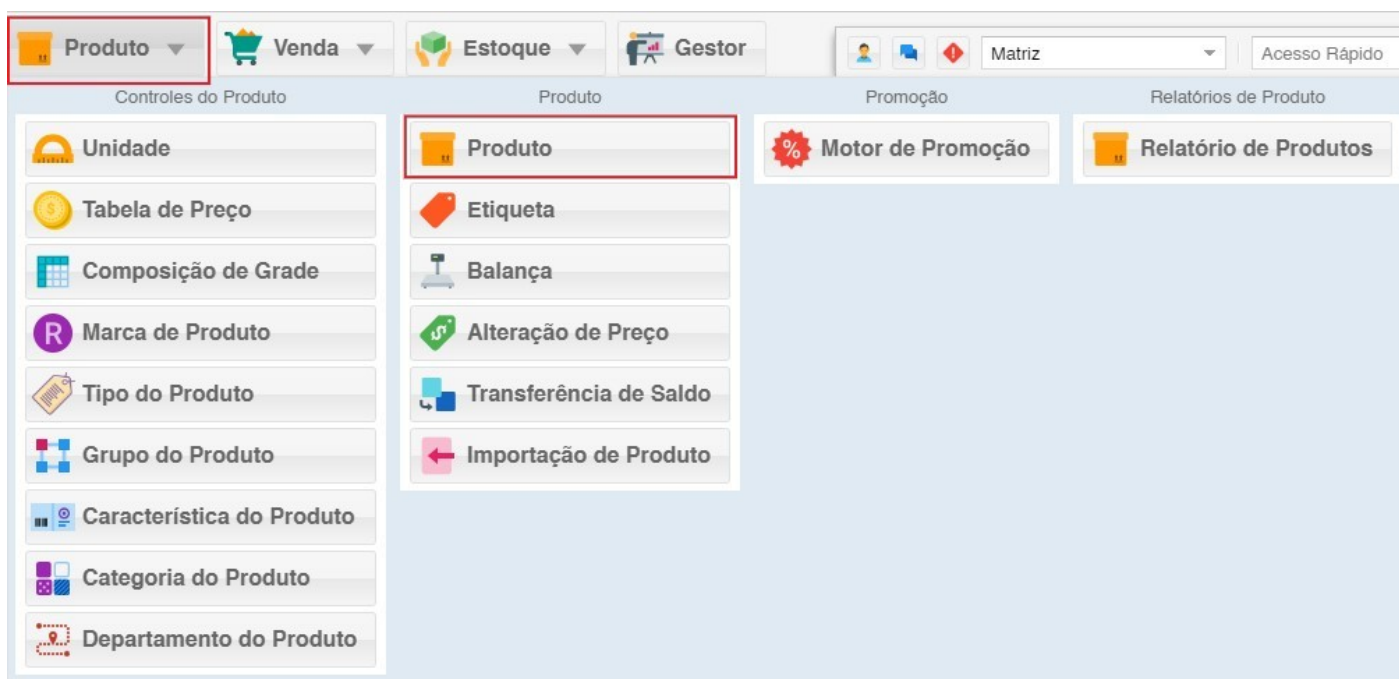 Produto
Venda
Estoque
Gestor
Matriz
Acesso Rápido
Controles do Produto
Unidade
Tabela de Preço
Composição de Grade
Marca de Produto
Tipo do Produto
Grupo do Produto
Característica do Produto
Categoria do Produto
Departamento do Produto
Produto
Produto
Etiqueta
Balança
Alteração de Preço
Transferência de Saldo
Importação de Produto
Promoção
Motor de Promoção
Relatórios de Produto
Relatório de Produtos